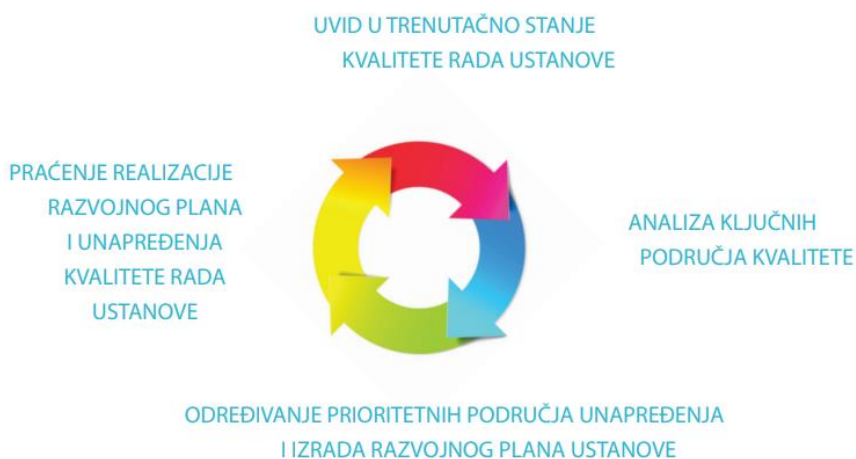 UVID U TRENUTAČNO STANJE
KVALITETE RADA USTANOVE
PRAĆENJE REALIZACIJE
RAZVOJNOG PLANA
I UNAPREĐENJA
KVALITETE RADA
USTANOVE
ANALIZA KLJUČNIH
PODRUČJA KVALITETE
ODREĐIVANJE PRIORITETNIH PODRUČJA UNAPREĐENJA
I IZRADA RAZVOJNOG PLANA USTANOVE